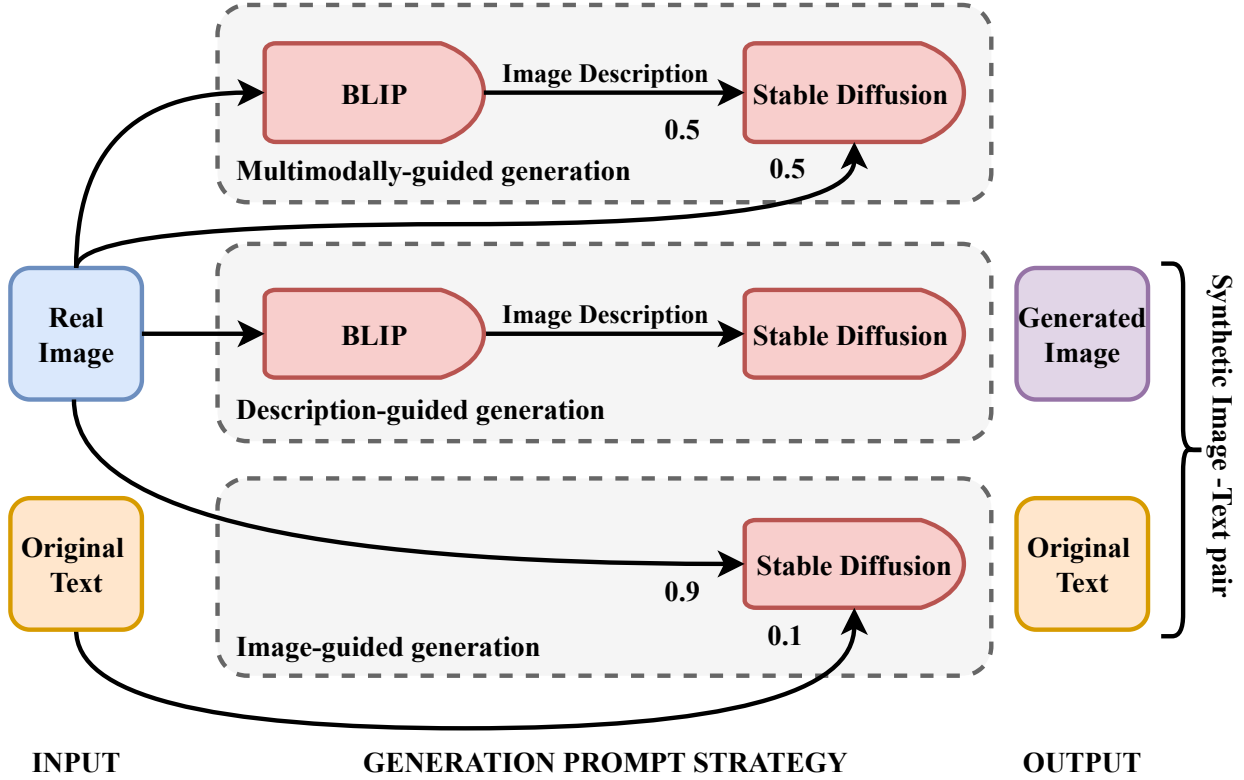 BLIP
Image Description
Stable Diffusion
0.5
0.5
Multimodally-guided generation
Real
Image
BLIP
Image Description
Stable Diffusion
Description-guided generation
Generated
Image
Original
Text
Stable Diffusion
0.9
0.1
Image-guided generation
Original
Text
Synthetic Image -Text pair
INPUT
GENERATION PROMPT STRATEGY
OUTPUT